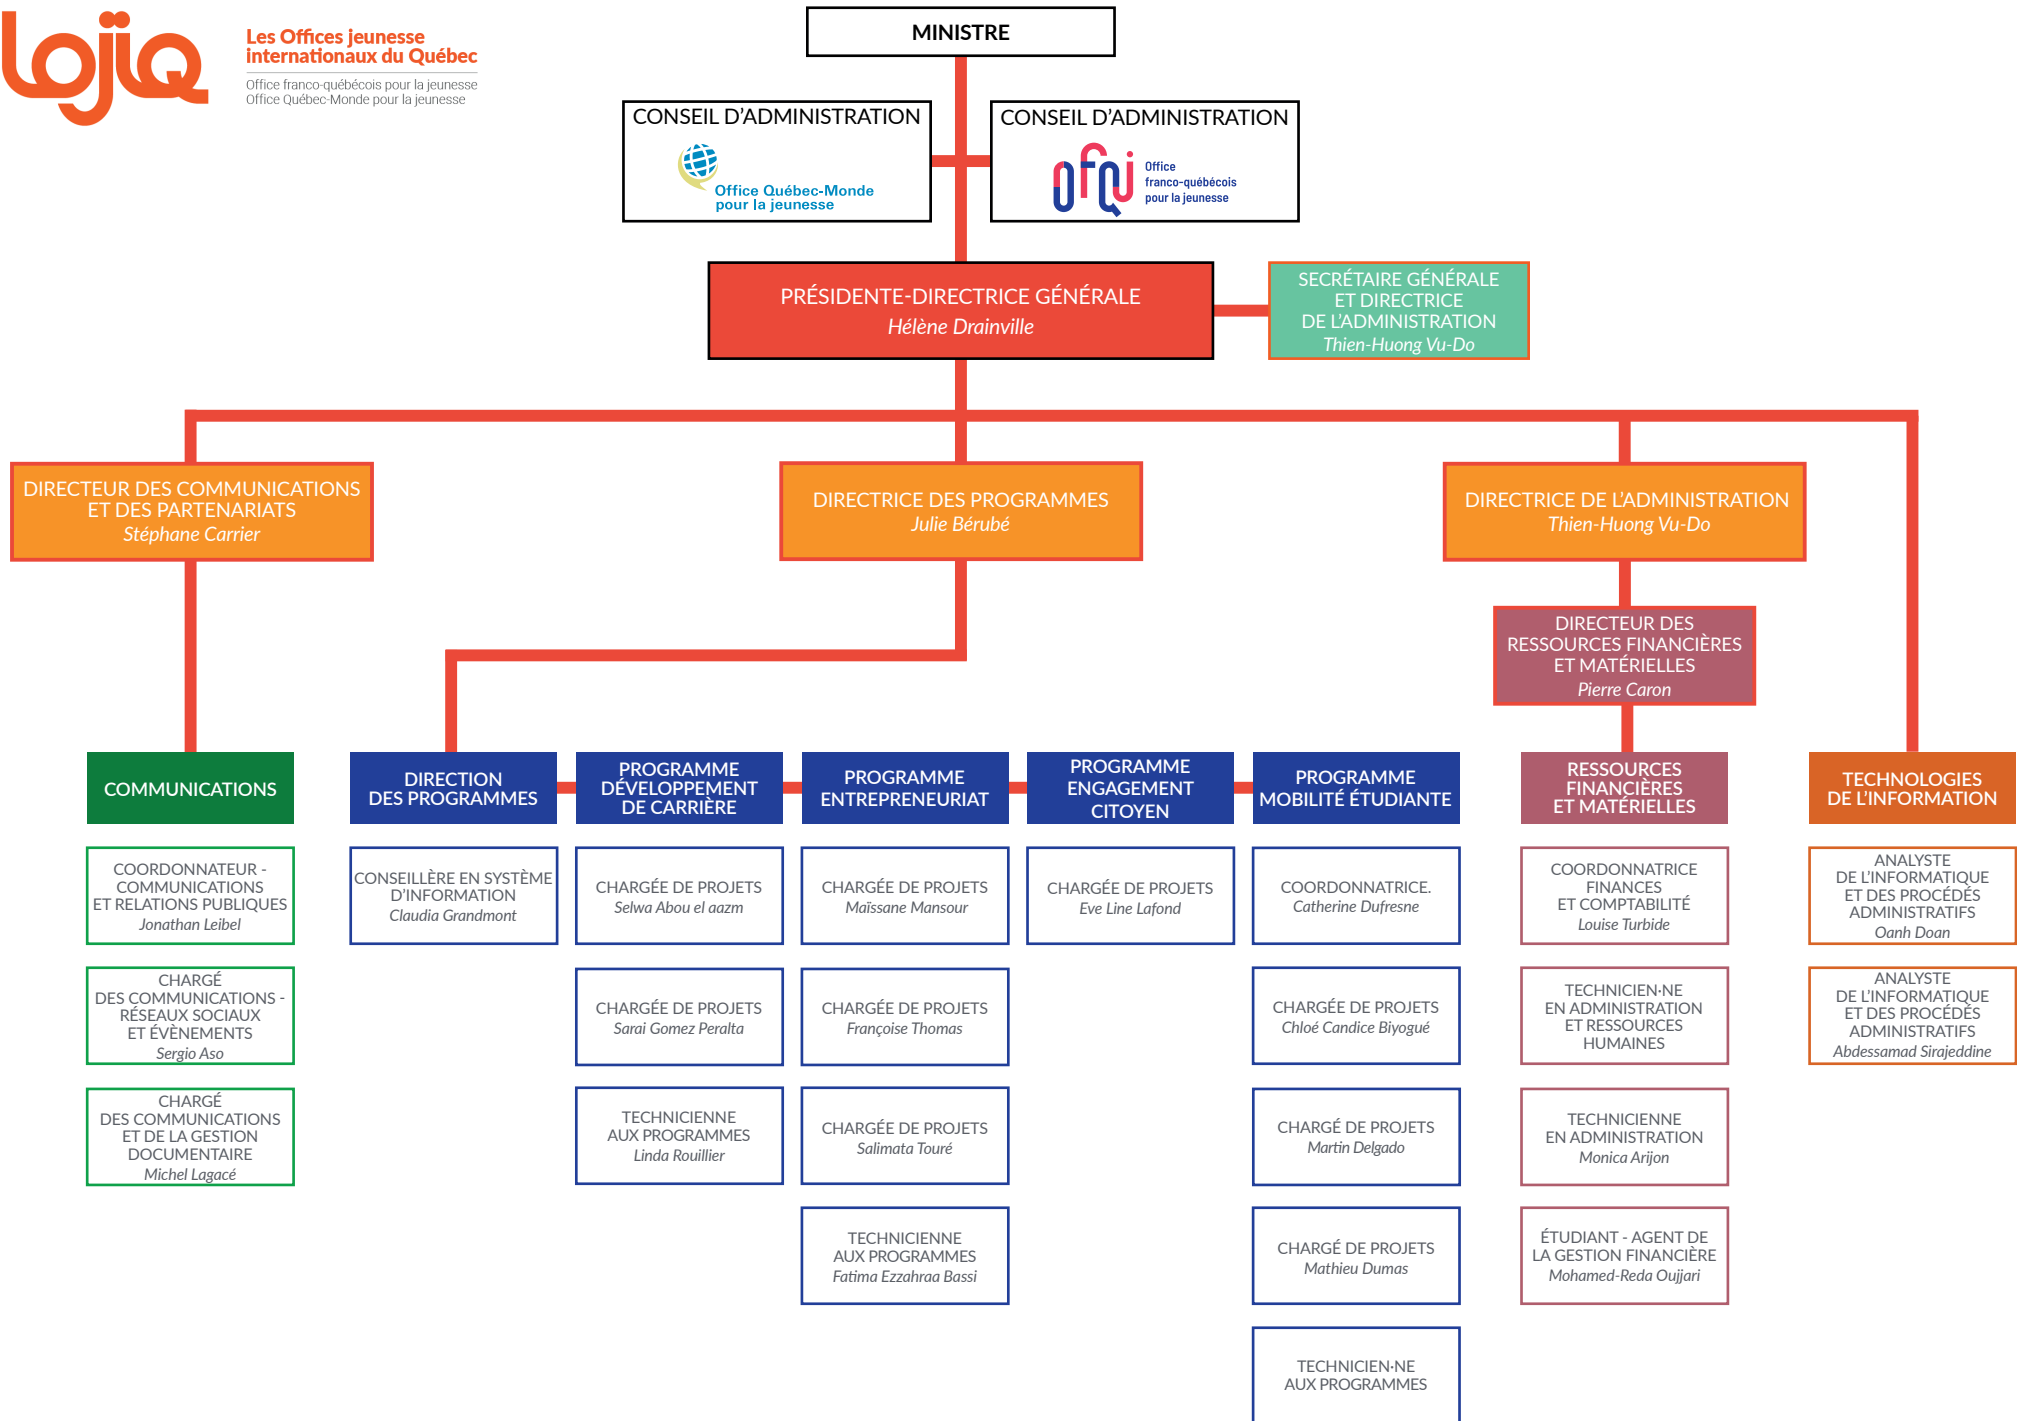 lojiq
Les Offices jeunesse
internationaux du Québec
Office franco-québécois pour la jeunesse
Office Québec-Monde pour la jeunesse
MINISTRE
CONSEIL D'ADMINISTRATION
Office Québec-Monde
pour la jeunesse
CONSEIL D'ADMINISTRATION
ofqj
Office
franco-québécois
pour la jeunesse
PRÉSIDENTE-DIRECTRICE GÉNÉRALE
Hélène Drainville
SECRÉTAIRE GÉNÉRALE
ET DIRECTRICE
DE L'ADMINISTRATION
Thien-Huong Vu-Do
DIRECTEUR DES COMMUNICATIONS
ET DES PARTENARIATS
Stéphane Carrier
DIRECTRICE DES PROGRAMMES
Julie Bérubé
DIRECTRICE DE L'ADMINISTRATION
Thien-Huong Vu-Do
DIRECTEUR DES
RESSOURCES FINANCIÈRES
ET MATÉRIELLES
Pierre Caron
COMMUNICATIONS
COORDONNATEUR -
COMMUNICATIONS
ET RELATIONS PUBLIQUES
Jonathan Leibel
CHARGÉ
DES COMMUNICATIONS -
RÉSEAUX SOCIAUX
ET ÉVÈNEMENTS
Sergio Aso
CHARGÉ
DES COMMUNICATIONS
ET DE LA GESTION
DOCUMENTAIRE
Michel Lagacé
DIRECTION
DES PROGRAMMES
CONSEILLÈRE EN SYSTÈME
D'INFORMATION
Claudia Grandmont
PROGRAMME
DÉVELOPPEMENT
DE CARRIÈRE
CHARGÉE DE PROJETS
Selwa Abou el aazm
CHARGÉE DE PROJETS
Sarai Gomez Peralta
TECHNICIENNE
AUX PROGRAMMES
Linda Rouillier
PROGRAMME
ENTREPRENEURIAT
CHARGÉE DE PROJETS
Maïssane Mansour
CHARGÉE DE PROJETS
Françoise Thomas
CHARGÉE DE PROJETS
Salimata Touré
TECHNICIENNE
AUX PROGRAMMES
Fatima Ezzahraa Bassi
PROGRAMME
ENGAGEMENT
CITOYEN
CHARGÉE DE PROJETS
Eve Line Lafond
PROGRAMME
MOBILITÉ ÉTUDIANTE
COORDONNATRICE.
Catherine Dufresne
CHARGÉE DE PROJETS
Chloé Candice Biyogué
CHARGÉ DE PROJETS
Martin Delgado
CHARGÉ DE PROJETS
Mathieu Dumas
TECHNICIEN·NE
AUX PROGRAMMES
RESSOURCES
FINANCIÈRES
ET MATÉRIELLES
COORDONNATRICE
FINANCES
ET COMPTABILITÉ
Louise Turbide
TECHNICIEN·NE
EN ADMINISTRATION
ET RESSOURCES
HUMAINES
TECHNICIENNE
EN ADMINISTRATION
Monica Arijon
ÉTUDIANT - AGENT DE
LA GESTION FINANCIÈRE
Mohamed-Reda Oujjari
TECHNOLOGIES
DE L'INFORMATION
ANALYSTE
DE L'INFORMATIQUE
ET DES PROCÉDÉS
ADMINISTRATIFS
Oanh Doan
ANALYSTE
DE L'INFORMATIQUE
ET DES PROCÉDÉS
ADMINISTRATIFS
Abdessamad Sirajeddine